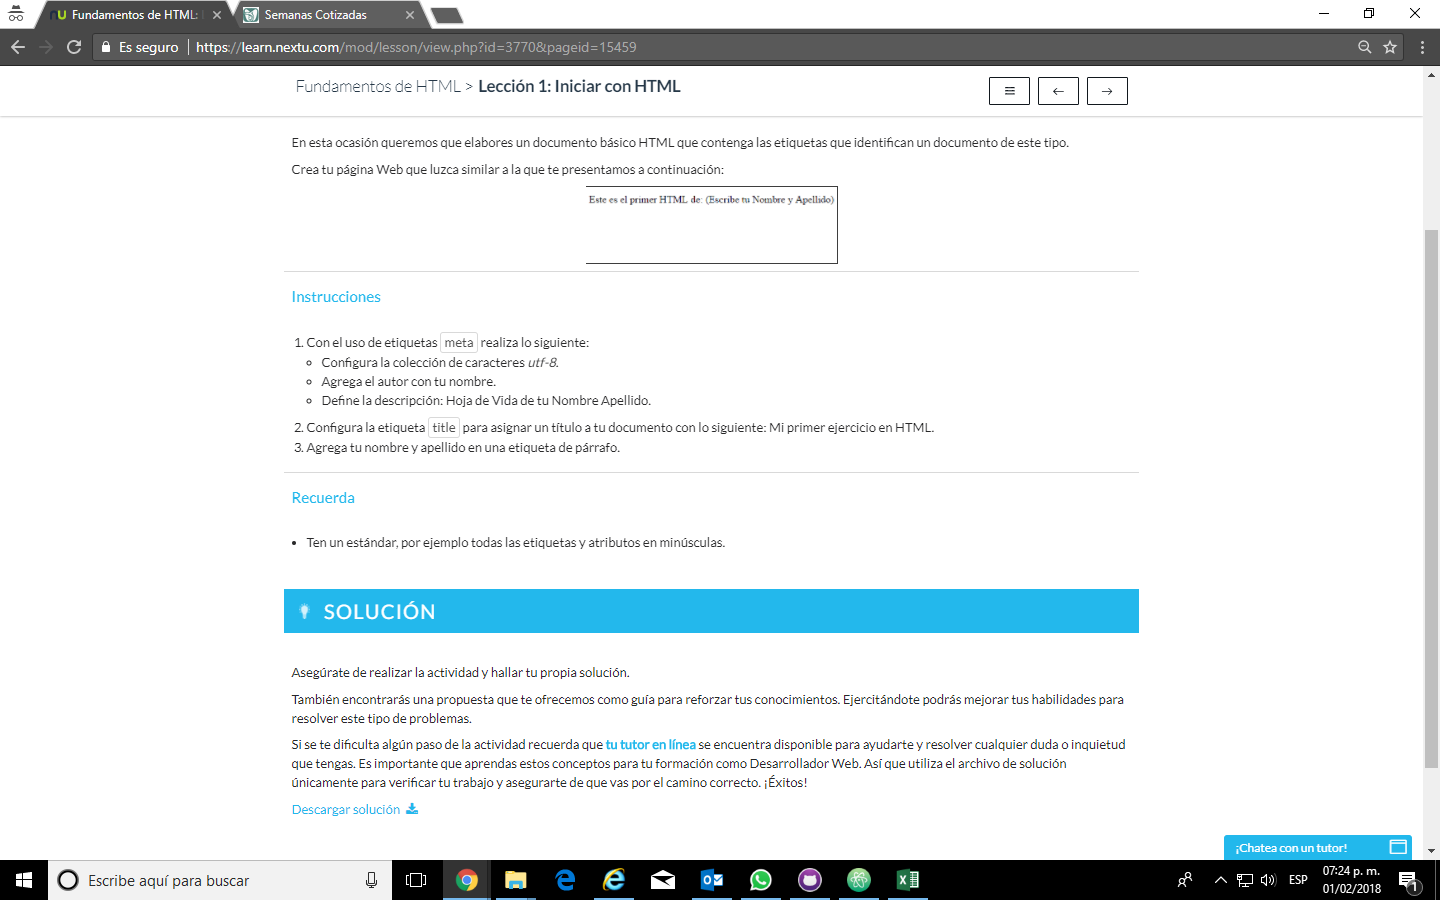 Fundamentos de HTML:
Semanas Cotizadas
Es seguro
https://learn.nextu.com/mod/lesson/view.php?id=3770&pageid=15459
Fundamentos de HTML > Lección 1: Iniciar con HTML
En esta ocasión queremos que elabores un documento básico HTML que contenga las etiquetas que identifican un documento de este tipo.
Crea tu página Web que luzca similar a la que te presentamos a continuación:
Este es el primer HTML de: (Escribe tu Nombre y Apellido)
Instrucciones
1. Con el uso de etiquetas meta realiza lo siguiente:
Configura la colección de caracteres utf-8.
Agrega el autor con tu nombre.
Define la descripción: Hoja de Vida de tu Nombre Apellido.
2. Configura la etiqueta title para asignar un título a tu documento con lo siguiente: Mi primer ejercicio en HTML.
3. Agrega tu nombre y apellido en una etiqueta de párrafo.
Recuerda
Ten un estándar, por ejemplo todas las etiquetas y atributos en minúsculas.
SOLUCIÓN
Asegúrate de realizar la actividad y hallar tu propia solución.
También encontrarás una propuesta que te ofrecemos como guía para reforzar tus conocimientos. Ejercitándote podrás mejorar tus habilidades para
resolver este tipo de problemas.
Si se te dificulta algún paso de la actividad recuerda que tu tutor en línea se encuentra disponible para ayudarte y resolver cualquier duda o inquietud
que tengas. Es importante que aprendas estos conceptos para tu formación como Desarrollador Web. Así que utiliza el archivo de solución
únicamente para verificar tu trabajo y asegurarte de que vas por el camino correcto. ¡Éxitos!
Descargar solución
¡Chatea con un tutor!
Escribe aquí para buscar
ESP
07:24 p. m.
01/02/2018
1